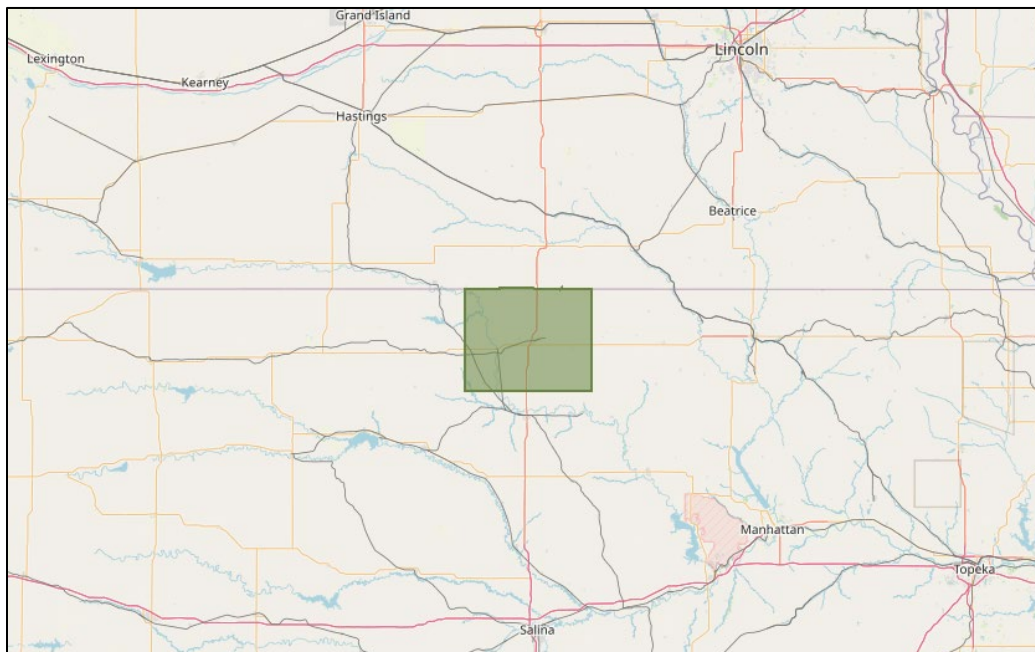 Grand Island
Lincoln
Lexington
Kearney
Hastings
Beatrice
Manhattan
Topeka
Salina